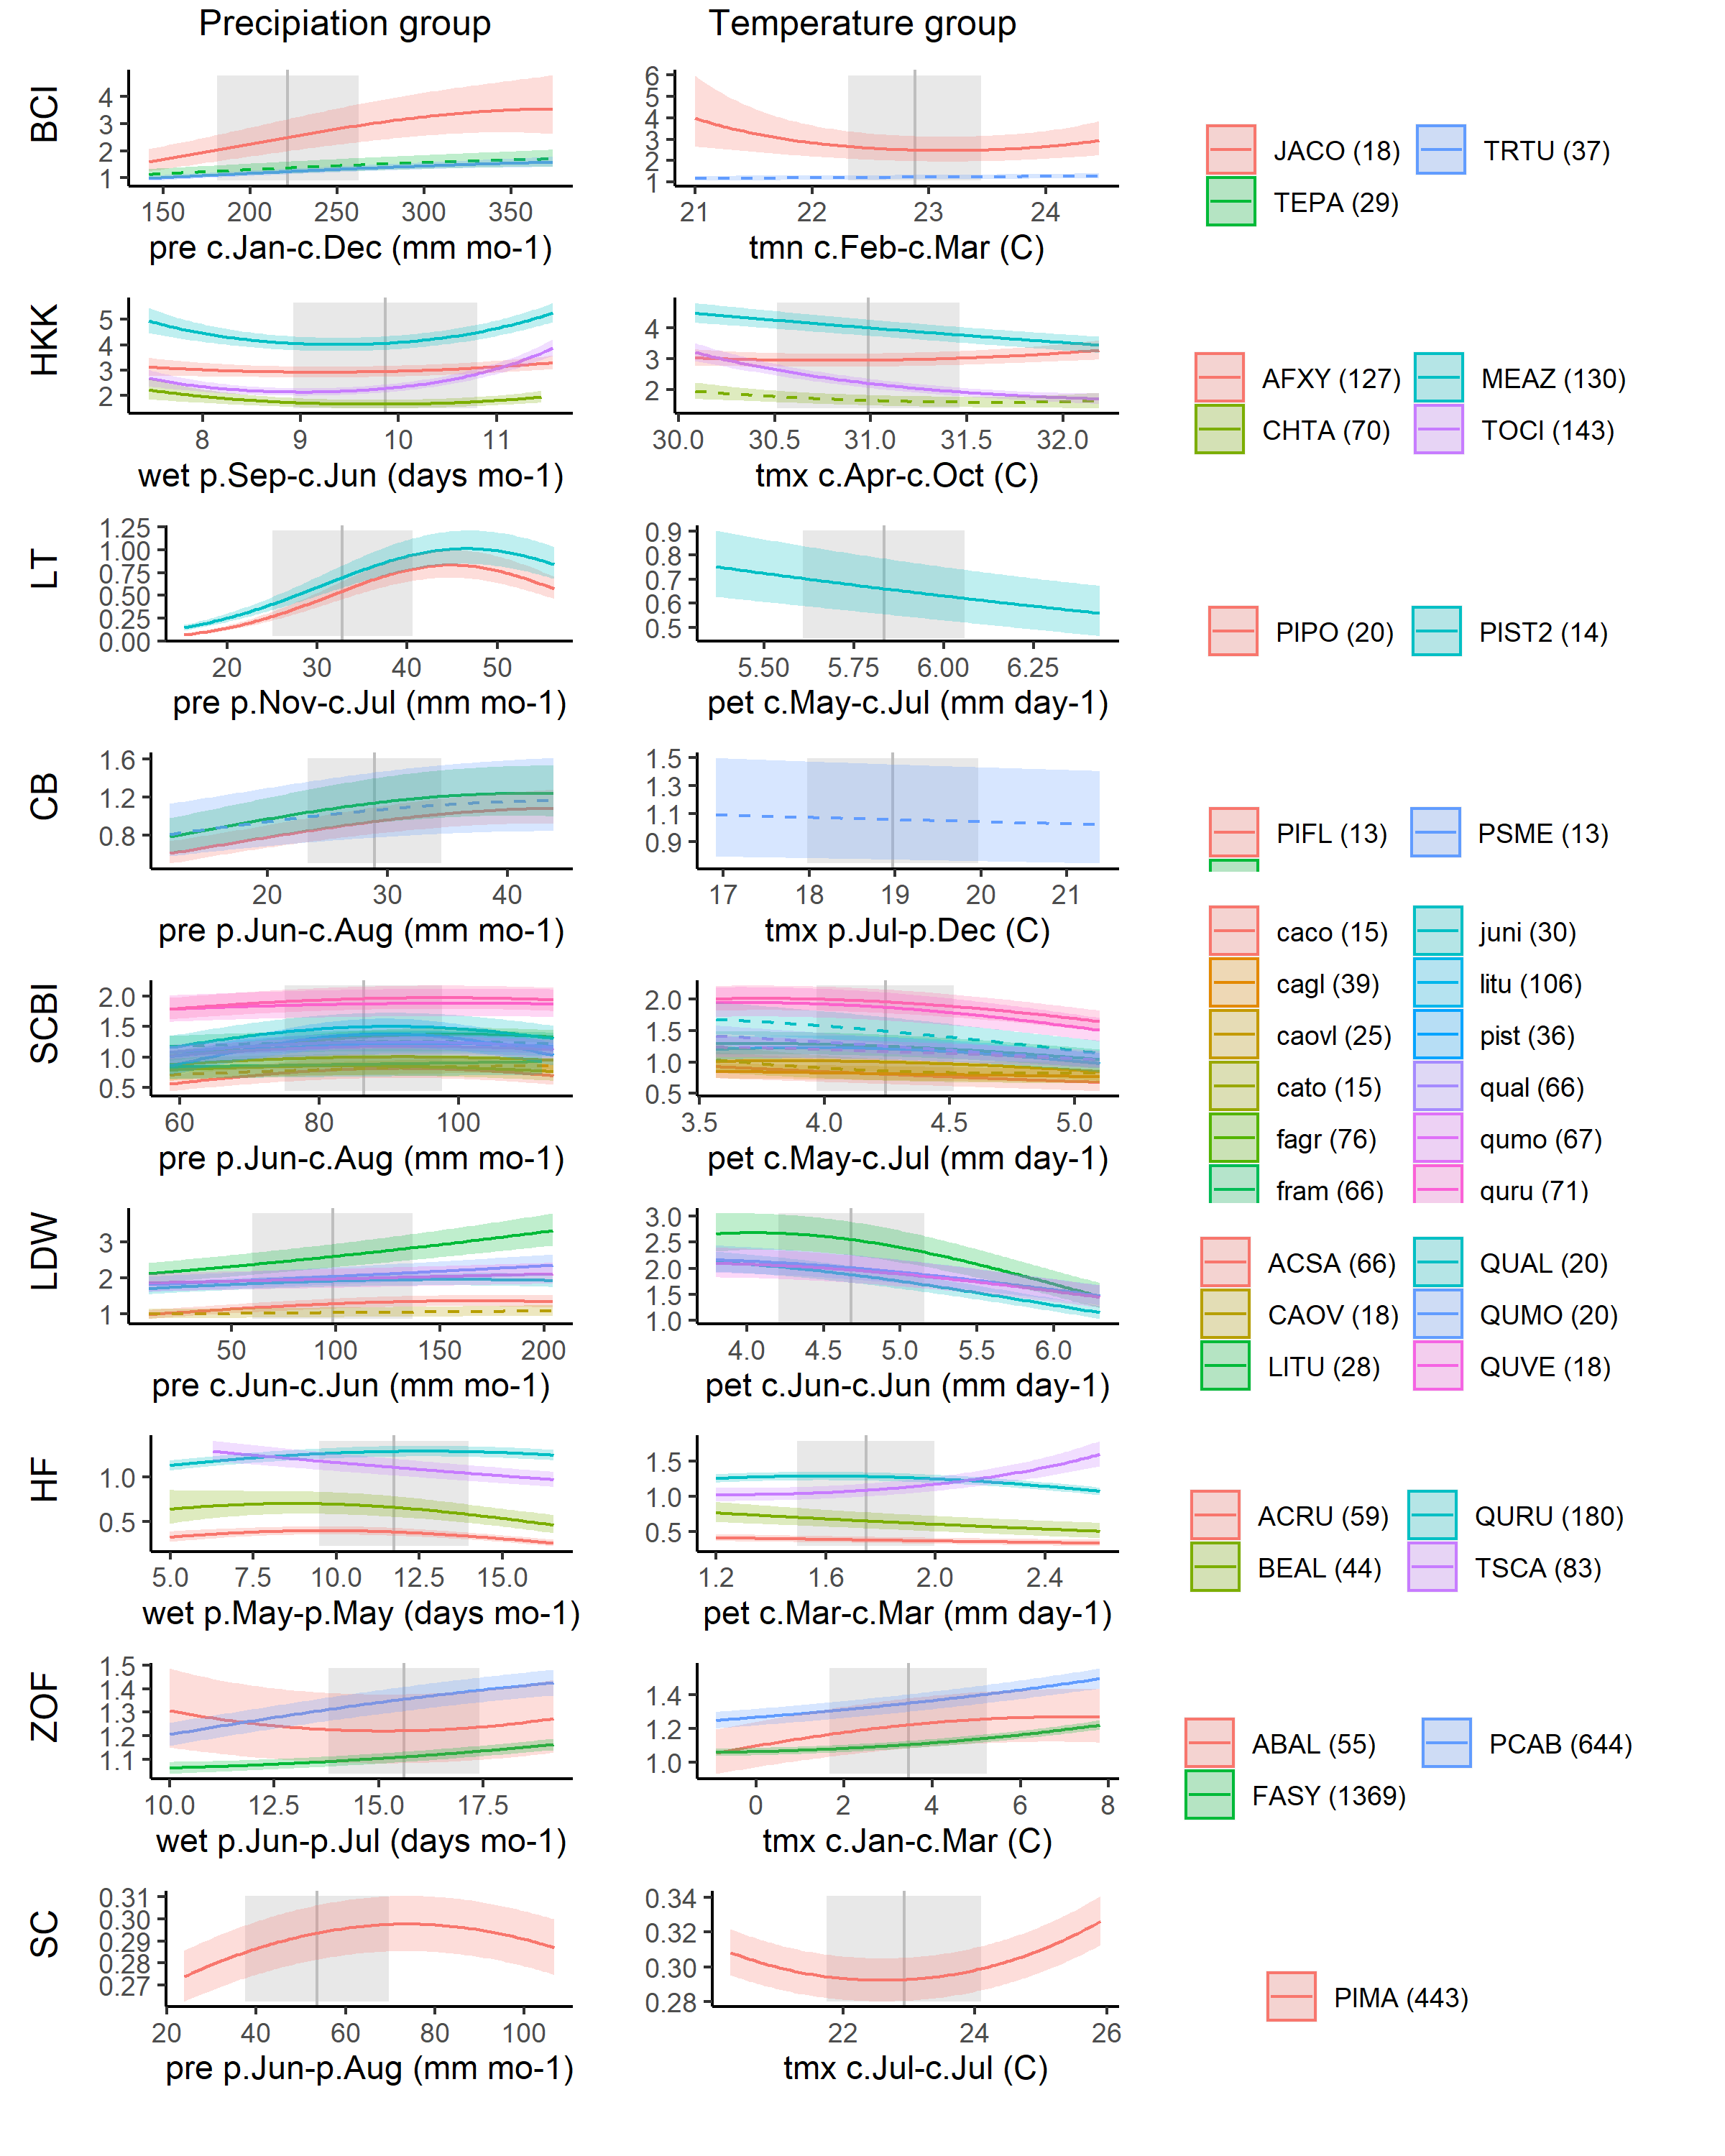 Precipiation group Temperature group
BCI
4
3
2
1
150 200 250 300 350
pre c.Jan-c.Dec (mm mo-1)
6
5
4
3
2
1
21 22 23 24
tmn c.Feb-c.Mar (C)
JACO (18) TRTU (37)
TEPA (29)
HKK
5
4
3
2
8 9 10 11
wet p.Sep-c.Jun (days mo-1)
4
3
2
30.0 30.5 31.0 31.5 32.0
tmx c.Apr-c.Oct (C)
AFXY (127) MEAZ (130)
CHTA (70) TOCI (143)
LT
1.25
1.00
0.75
0.50
0.25
0.00
20 30 40 50
pre p.Nov-c.Jul (mm mo-1)
0.9
0.8
0.7
0.6
0.5
5.50 5.75 6.00 6.25
pet c.May-c.Jul (mm day-1)
PIPO (20) PIST2 (14)
CB
1.6
1.2
0.8
20 30 40
pre p.Jun-c.Aug (mm mo-1)
1.5
1.3
1.1
0.9
17 18 19 20 21
tmx p.Jul-p.Dec (C)
PIFL (13) PSME (13)
SCBI
2.0
1.5
1.0
0.5
60 80 100
pre p.Jun-c.Aug (mm mo-1)
2.0
1.5
1.0
0.5
3.5 4.0 4.5 5.0
pet c.May-c.Jul (mm day-1)
caco (15) juni (30)
cagl (39) litu (106)
caovl (25) pist (36)
cato (15) qual (66)
fagr (76) qumo (67)
fram (66) quru (71)
LDW
3
2
1
50 100 150 200
pre c.Jun-c.Jun (mm mo-1)
3.0
2.5
2.0
1.5
1.0
4.0 4.5 5.0 5.5 6.0
pet c.Jun-c.Jun (mm day-1)
ACSA (66) QUAL (20)
CAOV (18) QUMO (20)
LITU (28) QUVE (18)
HF
1.0
0.5
5.0 7.5 10.0 12.5 15.0
wet p.May-p.May (days mo-1)
1.5
1.0
0.5
1.2 1.6 2.0 2.4
pet c.Mar-c.Mar (mm day-1)
ACRU (59) QURU (180)
BEAL (44) TSCA (83)
ZOF
1.5
1.4
1.3
1.2
1.1
10.0 12.5 15.0 17.5
wet p.Jun-p.Jul (days mo-1)
1.4
1.2
1.0
0 2 4 6 8
tmx c.Jan-c.Mar (C)
ABAL (55) PCAB (644)
FASY (1369)
SC
0.31
0.30
0.29
0.28
0.27
20 40 60 80 100
pre p.Jun-p.Aug (mm mo-1)
0.34
0.32
0.30
0.28
22 24 26
tmx c.Jul-c.Jul (C)
PIMA (443)